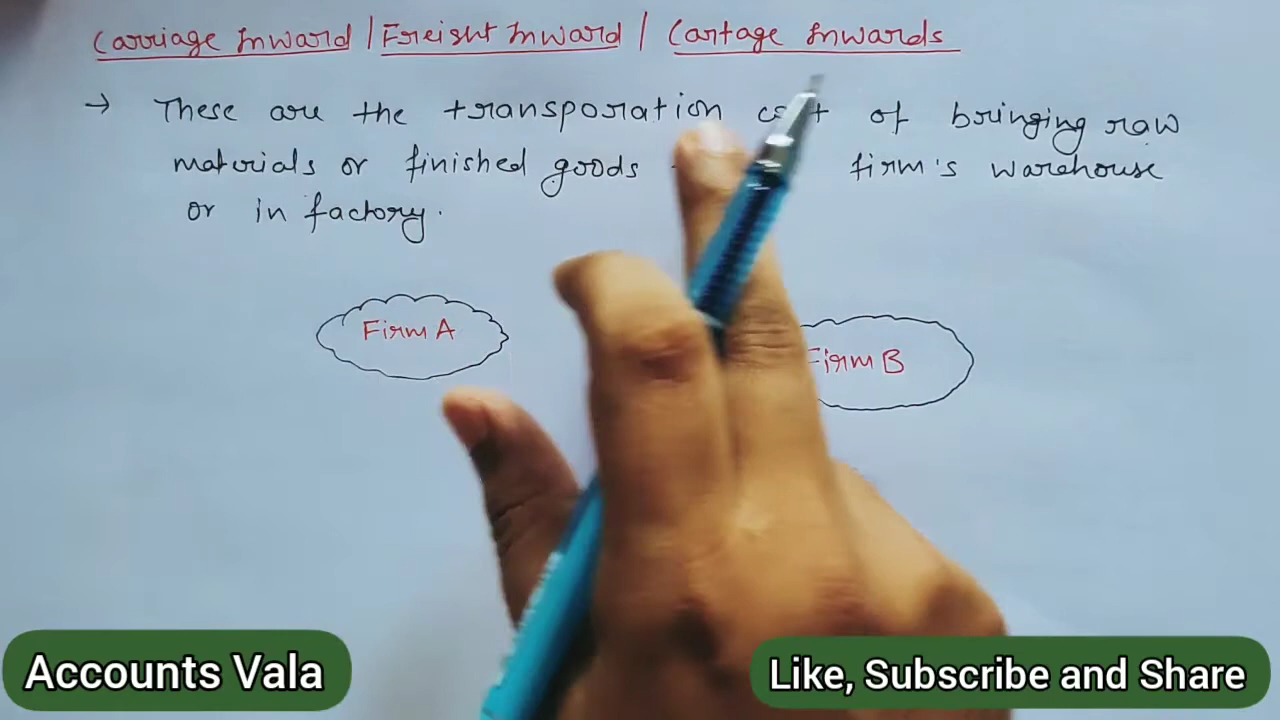 Carriage Inward / Freight Inward / Cartage Inwards
→ These are the transporation cost of bringing raw
materials or finished goods firm's warehouse
or in factory.
Firm A
Firm B
Accounts Vala
Like, Subscribe and Share